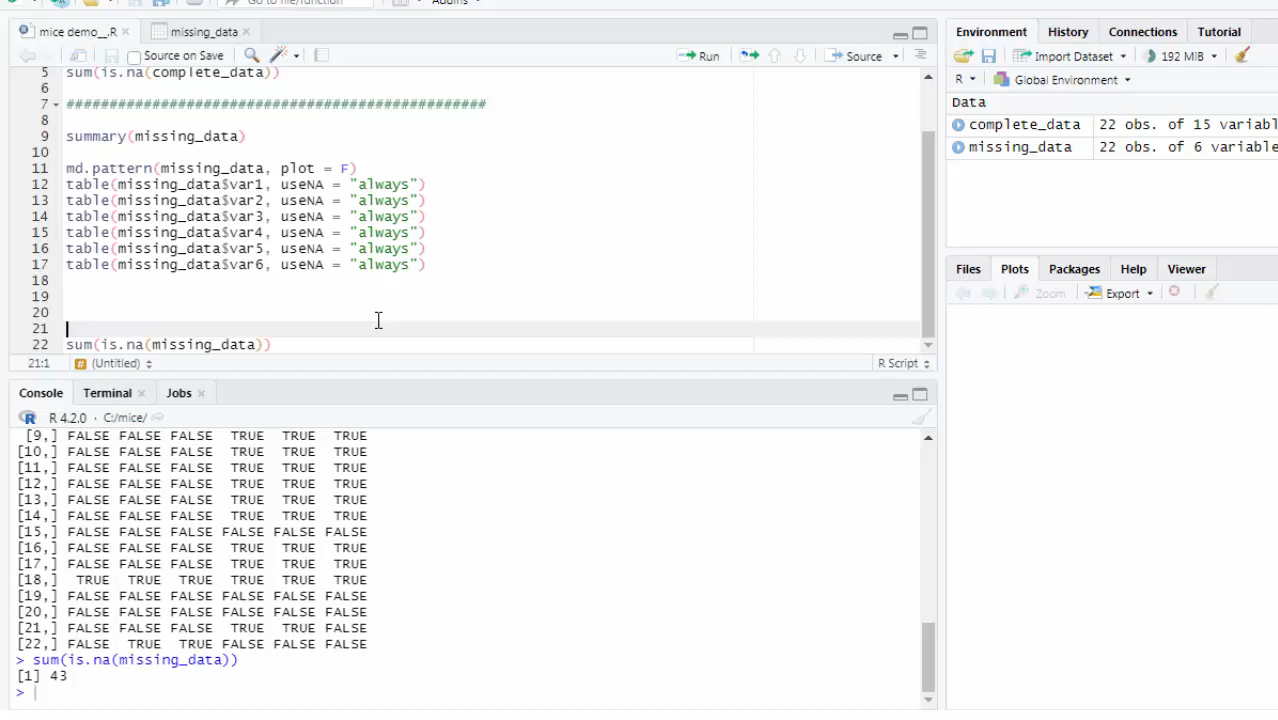 Go to file/function
Addins
mice demo__.R
missing_data
Source on Save
Run
Source
5 sum(is.na(complete_data))
6
7 #################################################
8
9 summary(missing_data)
10
11 md.pattern(missing_data, plot = F)
12 table(missing_data$var1, useNA = "always")
13 table(missing_data$var2, useNA = "always")
14 table(missing_data$var3, useNA = "always")
15 table(missing_data$var4, useNA = "always")
16 table(missing_data$var5, useNA = "always")
17 table(missing_data$var6, useNA = "always")
18
19
20
21
22 sum(is.na(missing_data))
21:1 # (Untitled) R Script
Console Terminal Jobs
R 4.2.0 · C:/mice/
[9,] FALSE FALSE FALSE TRUE TRUE TRUE
[10,] FALSE FALSE FALSE TRUE TRUE TRUE
[11,] FALSE FALSE FALSE TRUE TRUE TRUE
[12,] FALSE FALSE FALSE TRUE TRUE TRUE
[13,] FALSE FALSE FALSE TRUE TRUE TRUE
[14,] FALSE FALSE FALSE TRUE TRUE TRUE
[15,] FALSE FALSE FALSE FALSE FALSE FALSE
[16,] FALSE FALSE FALSE TRUE TRUE TRUE
[17,] FALSE FALSE FALSE TRUE TRUE TRUE
[18,] TRUE TRUE TRUE TRUE TRUE TRUE
[19,] FALSE FALSE FALSE FALSE FALSE FALSE
[20,] FALSE FALSE FALSE FALSE FALSE FALSE
[21,] FALSE FALSE FALSE TRUE TRUE FALSE
[22,] FALSE TRUE TRUE FALSE FALSE FALSE
> sum(is.na(missing_data))
[1] 43
>
Environment History Connections Tutorial
Import Dataset 192 MiB
R Global Environment
Data
complete_data 22 obs. of 15 variabl
missing_data 22 obs. of 6 variable
Files Plots Packages Help Viewer
Zoom Export